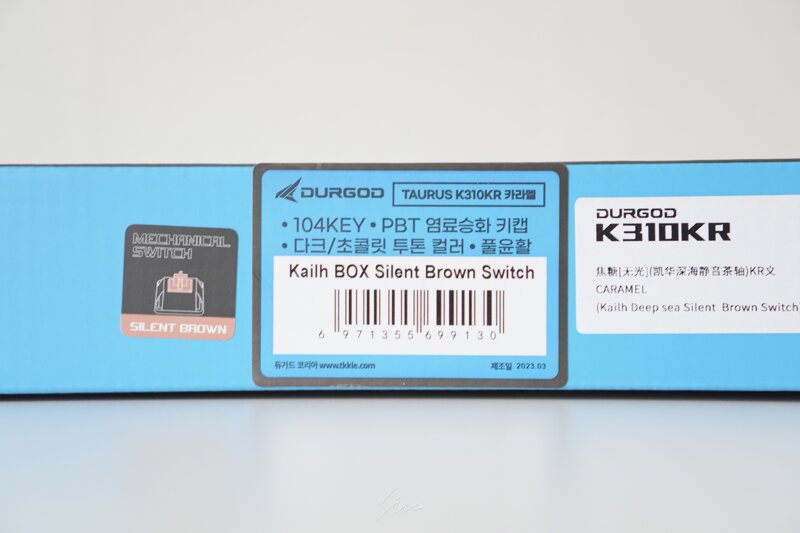 MECHANICAL
SWITCH
SILENT BROWN
DURGOD
TAURUS K310KR 카라멜
• 104KEY • PBT 염료승화 키캡
• 다크/초콜릿 투톤 컬러 • 풀윤활
Kailh BOX Silent Brown Switch
6 971355 699130
듀가드 코리아 www.tkkle.com
제조일 2023.03
DURGOD
K310KR
焦糖[无光](凯华深海静音茶轴)KR文
CARAMEL
(Kailh Deep sea Silent Brown Switch)